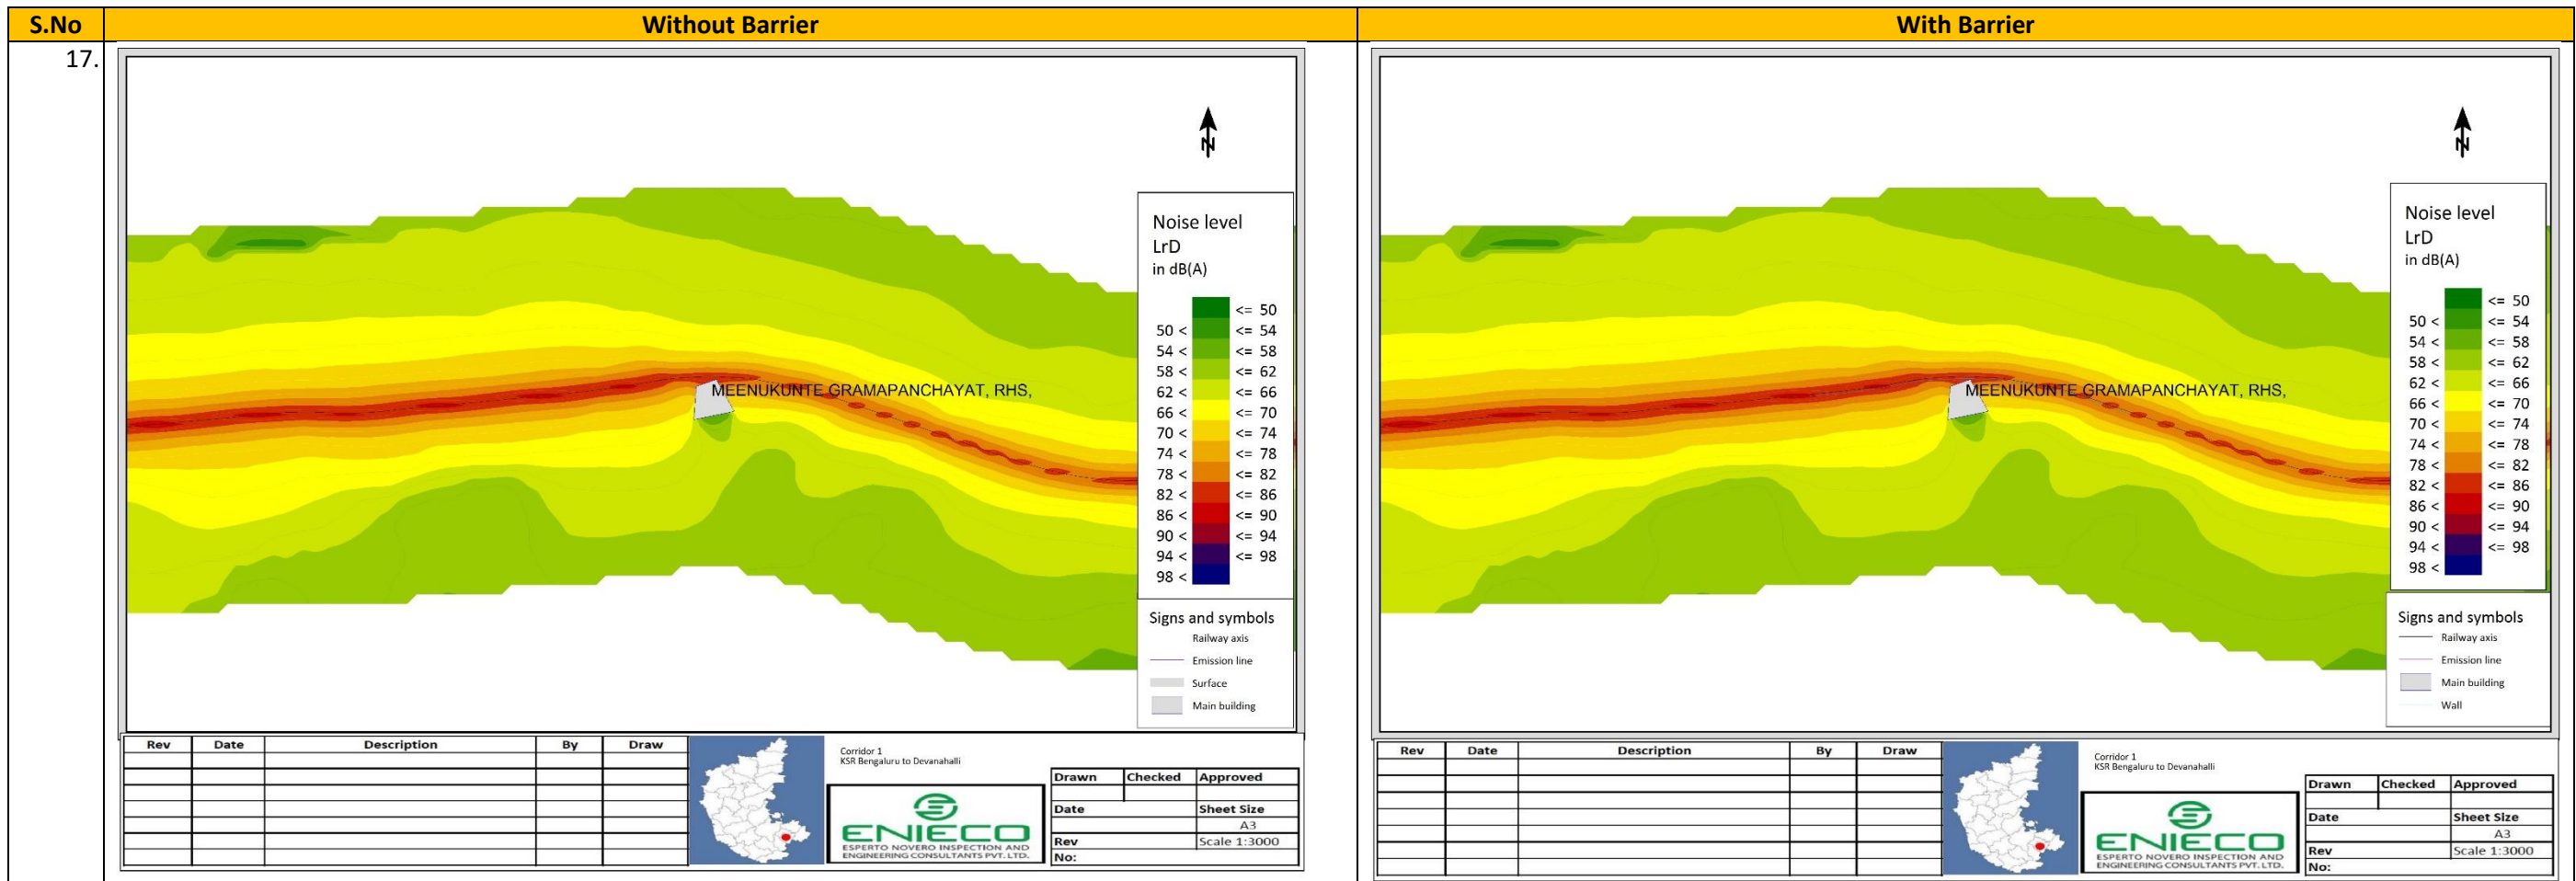 S.No Without Barrier With Barrier
17.
N
MEENUKUNTE GRAMAPANCHAYAT, RHS,
Noise level
LrD
in dB(A)
<= 50
50 < <= 54
54 < <= 58
58 < <= 62
62 < <= 66
66 < <= 70
70 < <= 74
74 < <= 78
78 < <= 82
82 < <= 86
86 < <= 90
90 < <= 94
94 < <= 98
98 <
Signs and symbols
Railway axis
Emission line
Surface
Main building
Rev Date Description By Draw
Corridor 1
KSR Bengaluru to Devanahalli
ENIECO
ESPERTO NOVERO INSPECTION AND
ENGINEERING CONSULTANTS PVT. LTD.
Drawn Checked Approved
Date Sheet Size
A3
Rev Scale 1:3000
No:
N
MEENUKUNTE GRAMAPANCHAYAT, RHS,
Noise level
LrD
in dB(A)
<= 50
50 < <= 54
54 < <= 58
58 < <= 62
62 < <= 66
66 < <= 70
70 < <= 74
74 < <= 78
78 < <= 82
82 < <= 86
86 < <= 90
90 < <= 94
94 < <= 98
98 <
Signs and symbols
Railway axis
Emission line
Main building
Wall
Rev Date Description By Draw
Corridor 1
KSR Bengaluru to Devanahalli
ENIECO
ESPERTO NOVERO INSPECTION AND
ENGINEERING CONSULTANTS PVT. LTD.
Drawn Checked Approved
Date Sheet Size
A3
Rev Scale 1:3000
No: